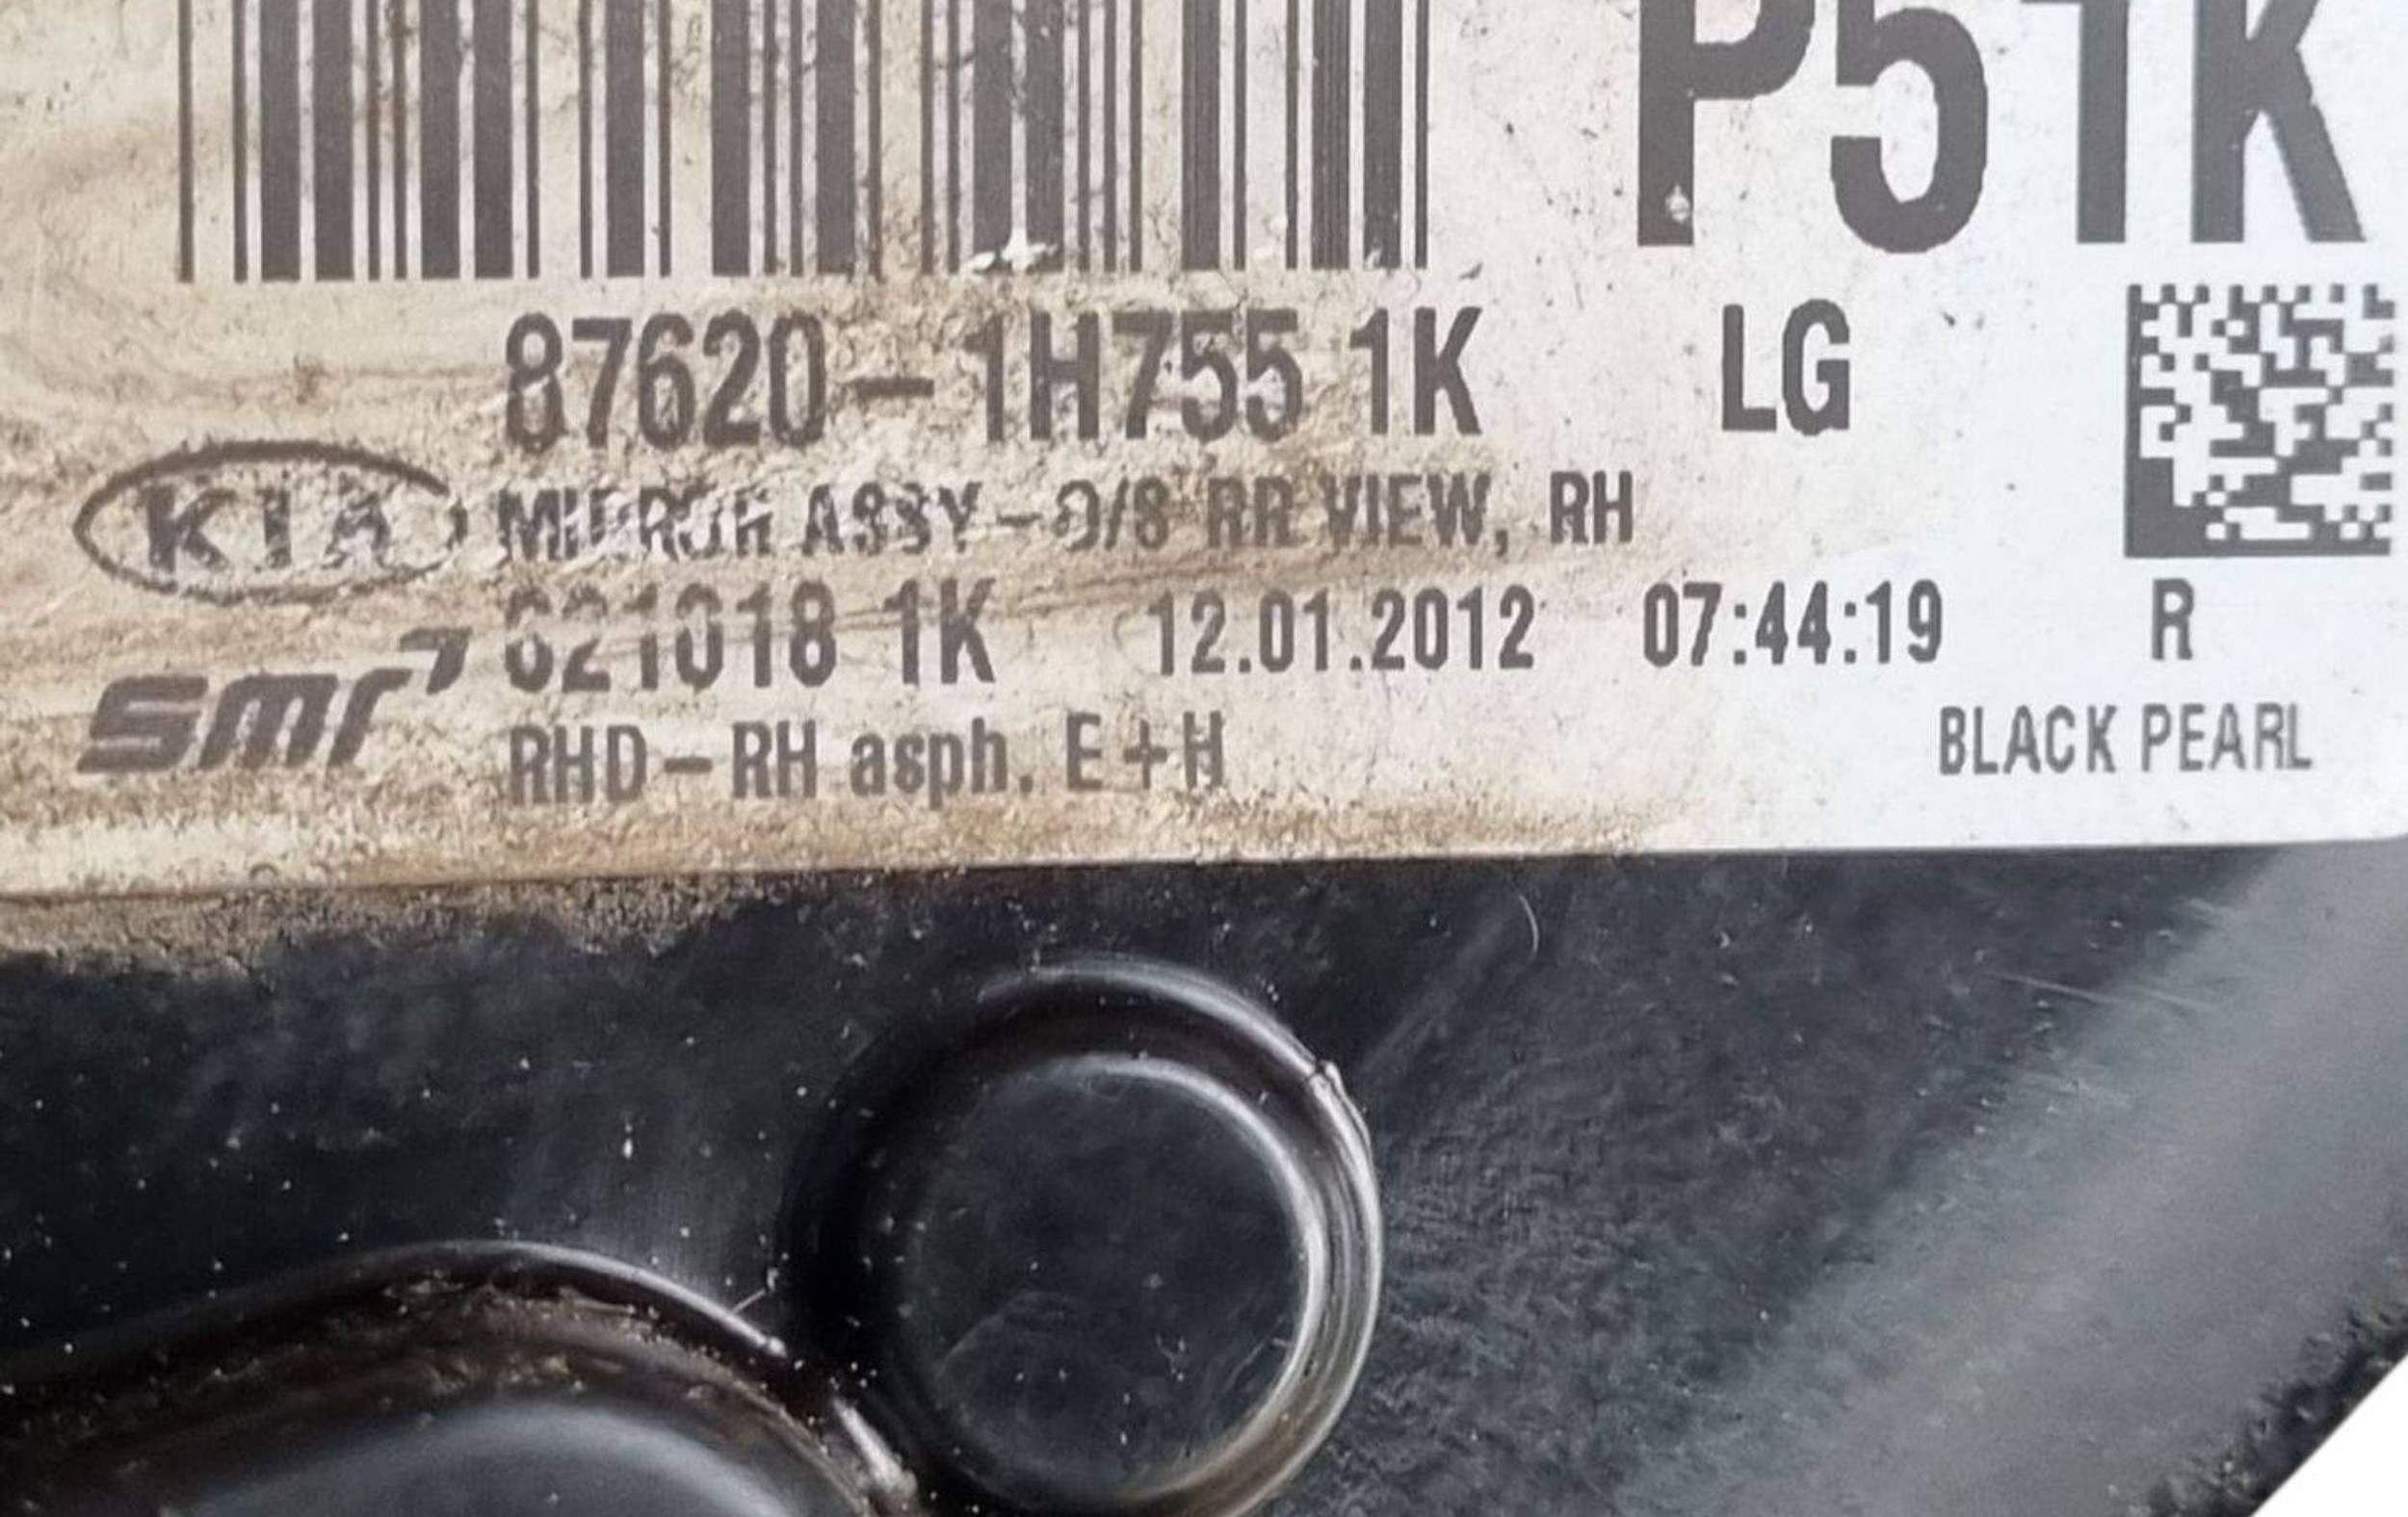 P51K
87620-1H755 1K LG
KIA
MIRROR ASSY-O/S RR VIEW, RH
smr
621018 1K 12.01.2012 07:44:19 R
RHD-RH asph. E+H
BLACK PEARL